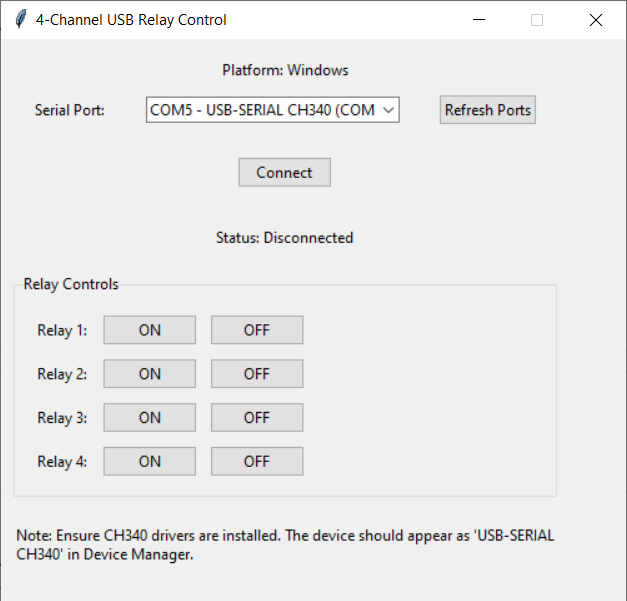 4-Channel USB Relay Control
Platform: Windows
Serial Port: COM5 - USB-SERIAL CH340 (COM Refresh Ports
Connect
Status: Disconnected
Relay Controls
Relay 1: ON OFF
Relay 2: ON OFF
Relay 3: ON OFF
Relay 4: ON OFF
Note: Ensure CH340 drivers are installed. The device should appear as 'USB-SERIAL
CH340' in Device Manager.